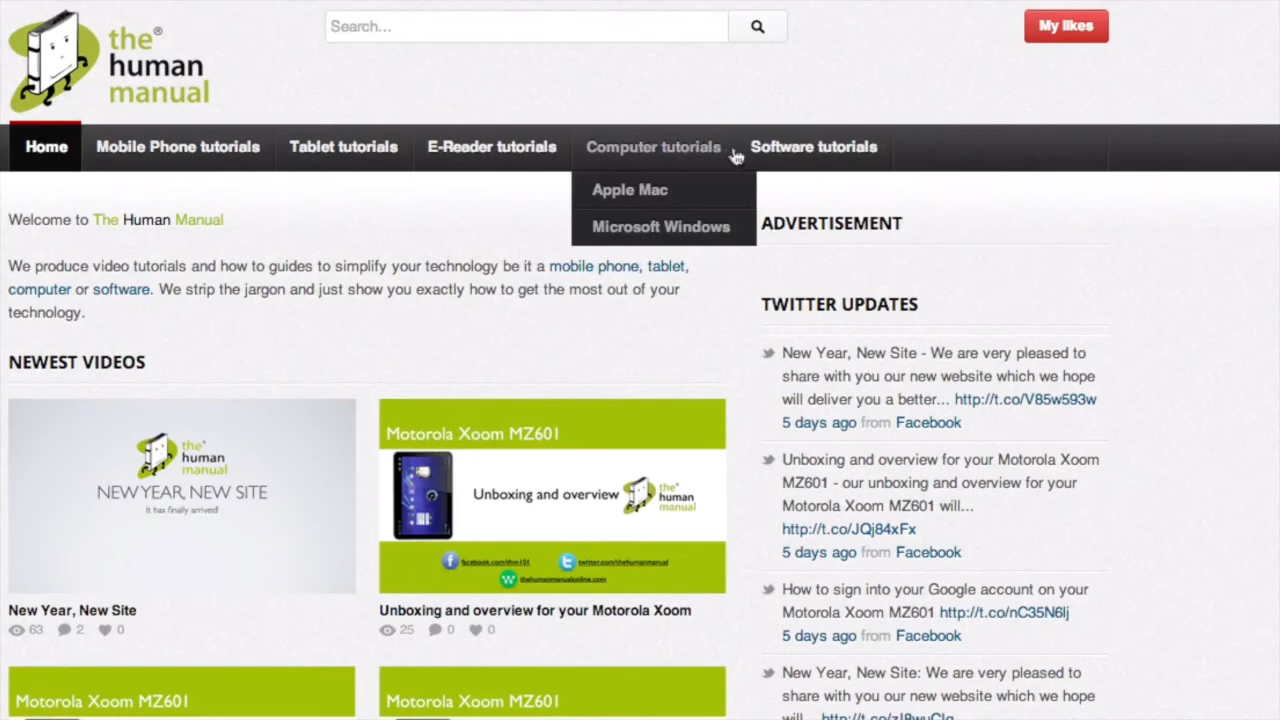 the®
human
manual
Search...
My likes
Home
Mobile Phone tutorials
Tablet tutorials
E-Reader tutorials
Computer tutorials
Software tutorials
Apple Mac
Microsoft Windows
Welcome to The Human Manual
We produce video tutorials and how to guides to simplify your technology be it a mobile phone, tablet,
computer or software. We strip the jargon and just show you exactly how to get the most out of your
technology.
NEWEST VIDEOS
the®
human
manual
NEW YEAR, NEW SITE
It has finally arrived!
New Year, New Site
63 2 0
Motorola Xoom MZ601
Unboxing and overview
the®
human
manual
facebook.com/thm101
twitter.com/thehumanmanual
thehumanmanualonline.com
Unboxing and overview for your Motorola Xoom
25 0 0
Motorola Xoom MZ601
Motorola Xoom MZ601
ADVERTISEMENT
TWITTER UPDATES
New Year, New Site - We are very pleased to
share with you our new website which we hope
will deliver you a better... http://t.co/V85w593w
5 days ago from Facebook
Unboxing and overview for your Motorola Xoom
MZ601 - our unboxing and overview for your
Motorola Xoom MZ601 will...
http://t.co/JQj84xFx
5 days ago from Facebook
How to sign into your Google account on your
Motorola Xoom MZ601 http://t.co/nC35N6lj
5 days ago from Facebook
New Year, New Site: We are very pleased to
share with you our new website which we hope
will...